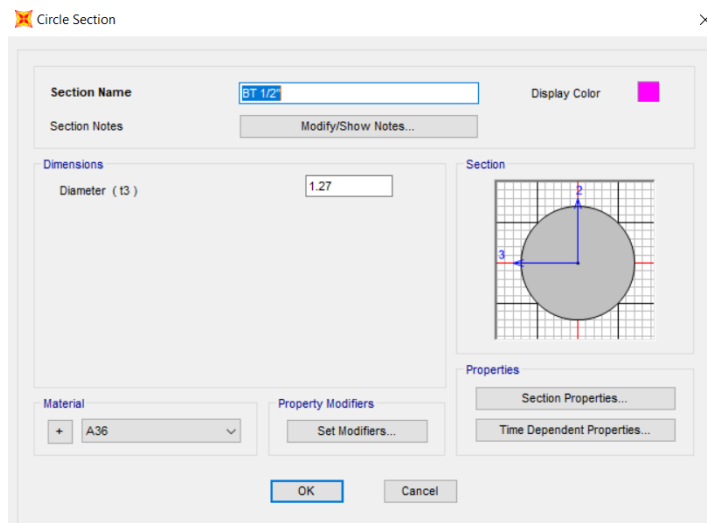 Circle Section
Section Name BT 1/2" Display Color
Section Notes Modify/Show Notes...
Dimensions
Diameter ( t3 ) 1.27
Section
2
3
Properties
Section Properties...
Time Dependent Properties...
Material
+ A36
Property Modifiers
Set Modifiers...
OK Cancel